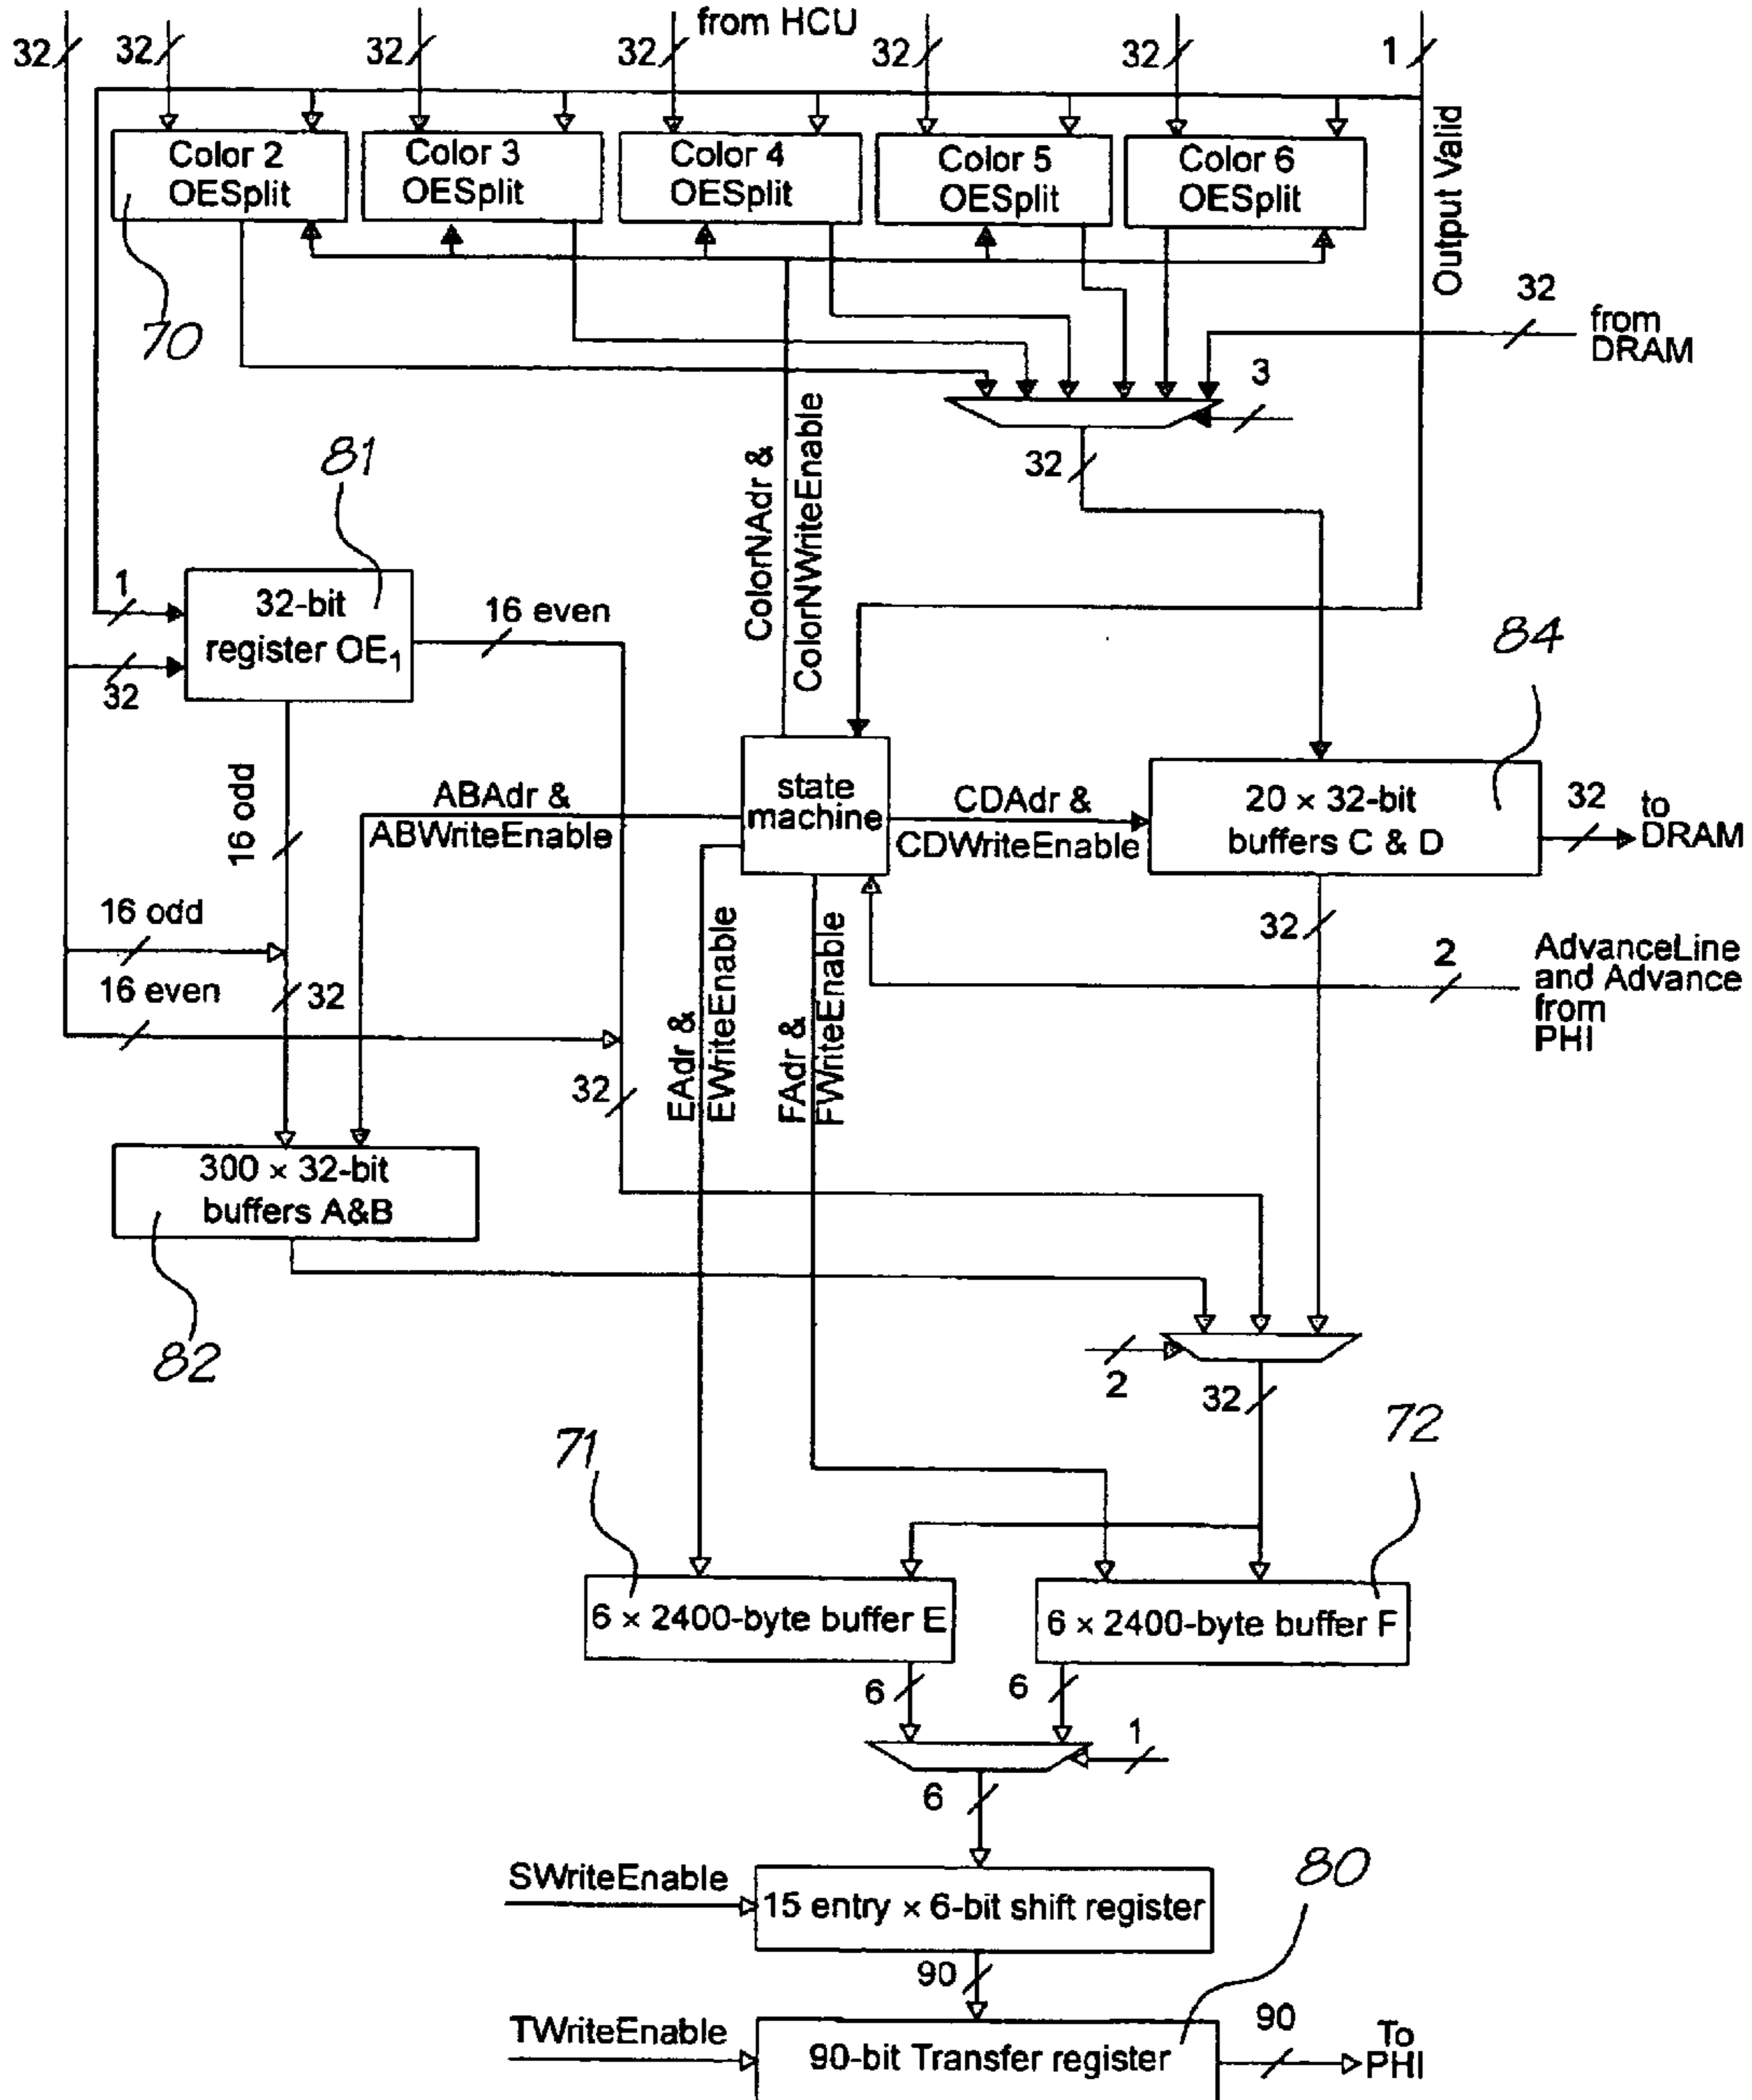 from HCU
32
32
32
32
32
32
1
Color 2
OESplit
Color 3
OESplit
Color 4
OESplit
Color 5
OESplit
Color 6
OESplit
Output Valid
70
32
from
DRAM
3
32
ColorNAdr &
ColorNWriteEnable
81
1
32-bit
register OE1
32
16 even
84
16 odd
ABAdr &
ABWriteEnable
state
machine
CDAdr &
CDWriteEnable
20 × 32-bit
buffers C & D
32
to
DRAM
16 odd
16 even
32
32
EAdr &
EWriteEnable
FAdr &
FWriteEnable
32
2
AdvanceLine
and Advance
from
PHI
300 × 32-bit
buffers A&B
82
2
32
71
72
6 × 2400-byte buffer E
6 × 2400-byte buffer F
6
6
1
6
80
SWriteEnable
15 entry × 6-bit shift register
90
TWriteEnable
90-bit Transfer register
90
To
PHI